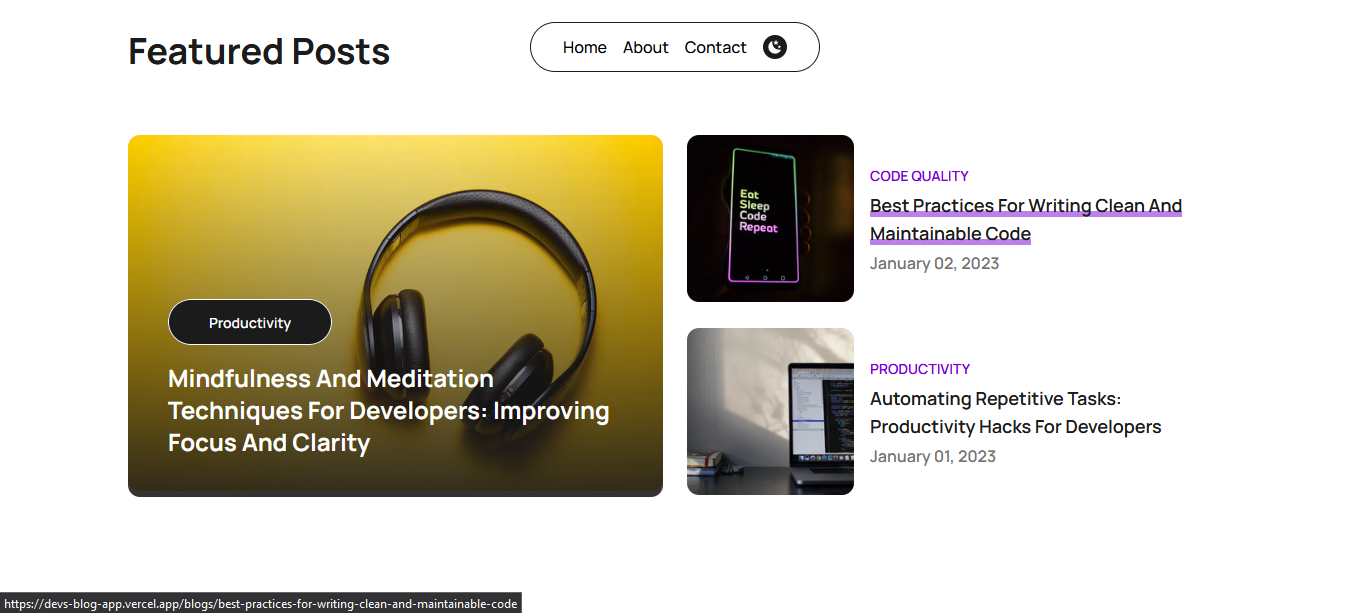 Featured Posts
Home About Contact
Productivity
Mindfulness And Meditation
Techniques For Developers: Improving
Focus And Clarity
Eat
Sleep
Code
Repeat
CODE QUALITY
Best Practices For Writing Clean And
Maintainable Code
January 02, 2023
PRODUCTIVITY
Automating Repetitive Tasks:
Productivity Hacks For Developers
January 01, 2023
https://devs-blog-app.vercel.app/blogs/best-practices-for-writing-clean-and-maintainable-code